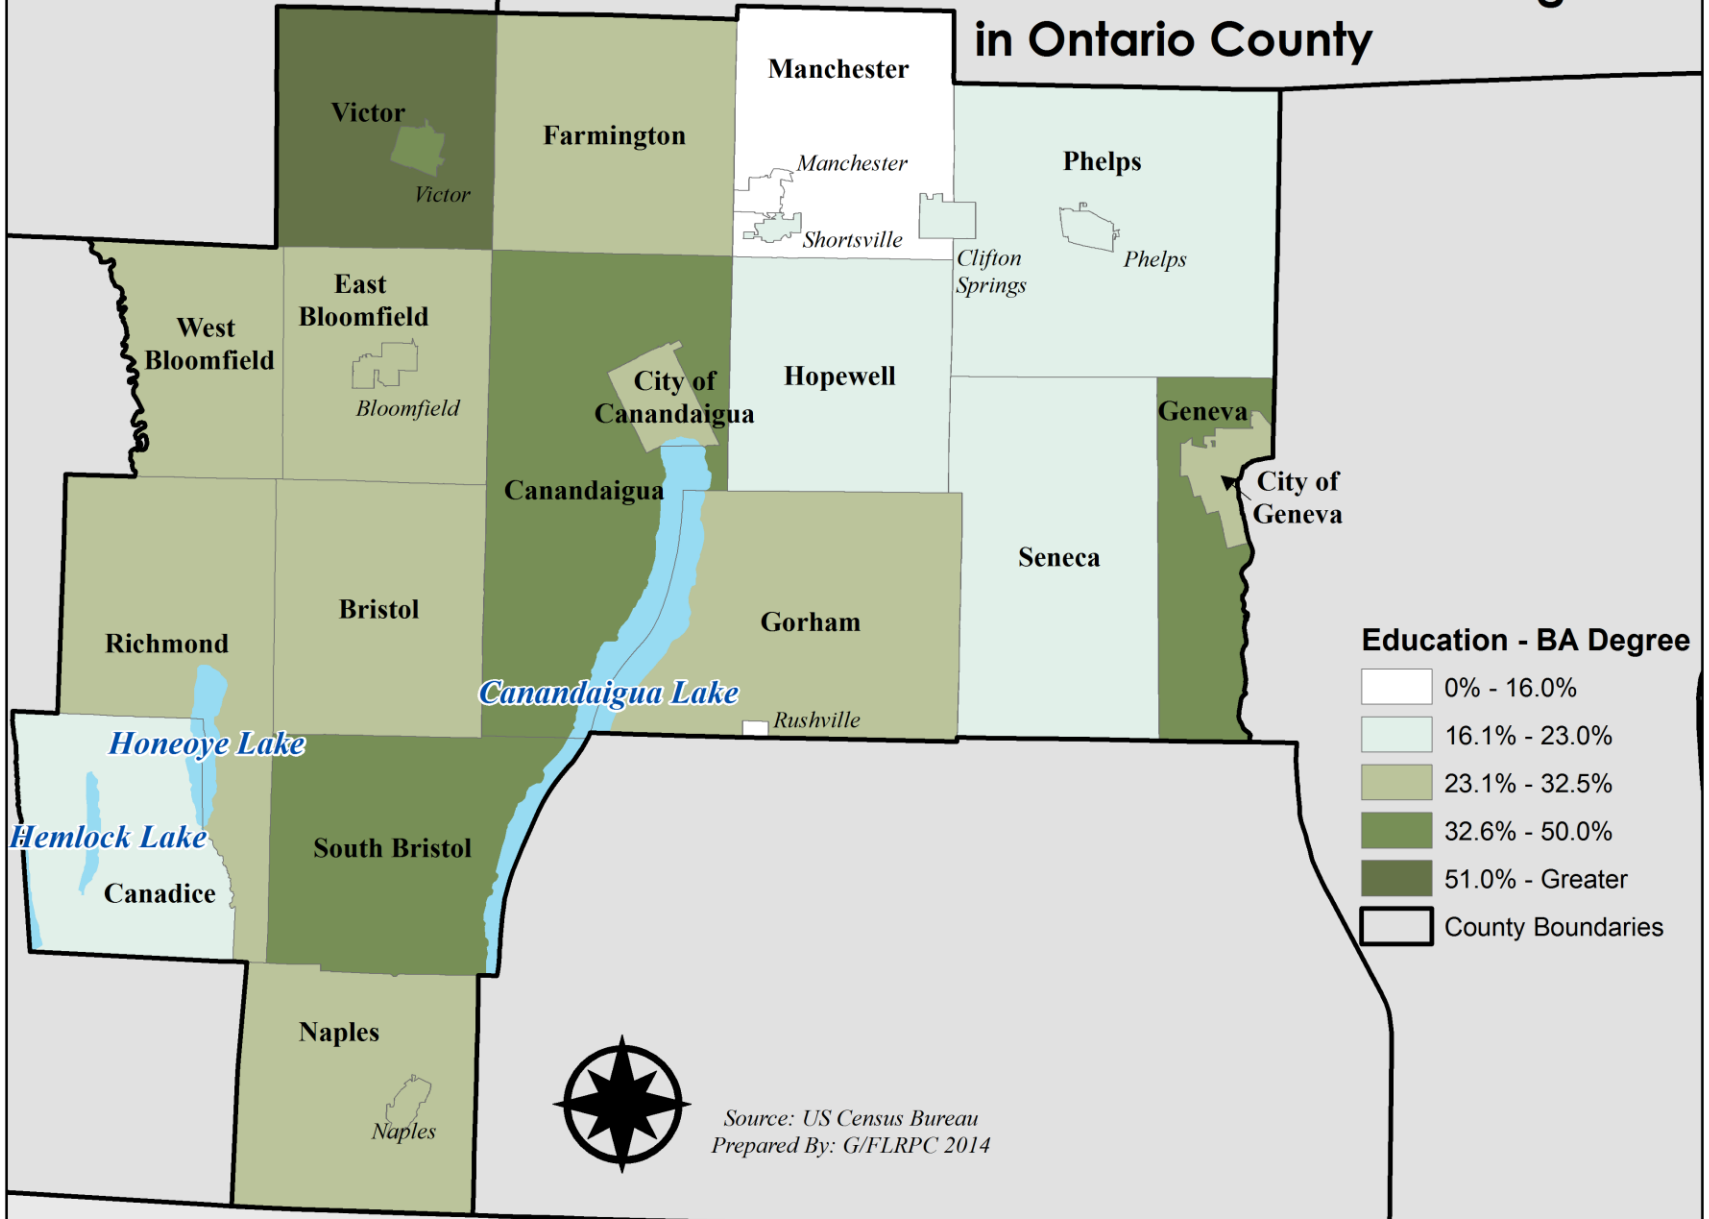 in Ontario County
Manchester
Victor
Farmington
Phelps
Manchester
Victor
Shortsville
Clifton
Springs
Phelps
East
Bloomfield
West
Bloomfield
Bloomfield
City of
Canandaigua
Hopewell
Geneva
City of
Geneva
Canandaigua
Seneca
Bristol
Gorham
Richmond
Canandaigua Lake
Rushville
Honeoye Lake
Hemlock Lake
South Bristol
Canadice
Naples
Naples
Education - BA Degree
0% - 16.0%
16.1% - 23.0%
23.1% - 32.5%
32.6% - 50.0%
51.0% - Greater
County Boundaries
Source: US Census Bureau
Prepared By: G/FLRPC 2014